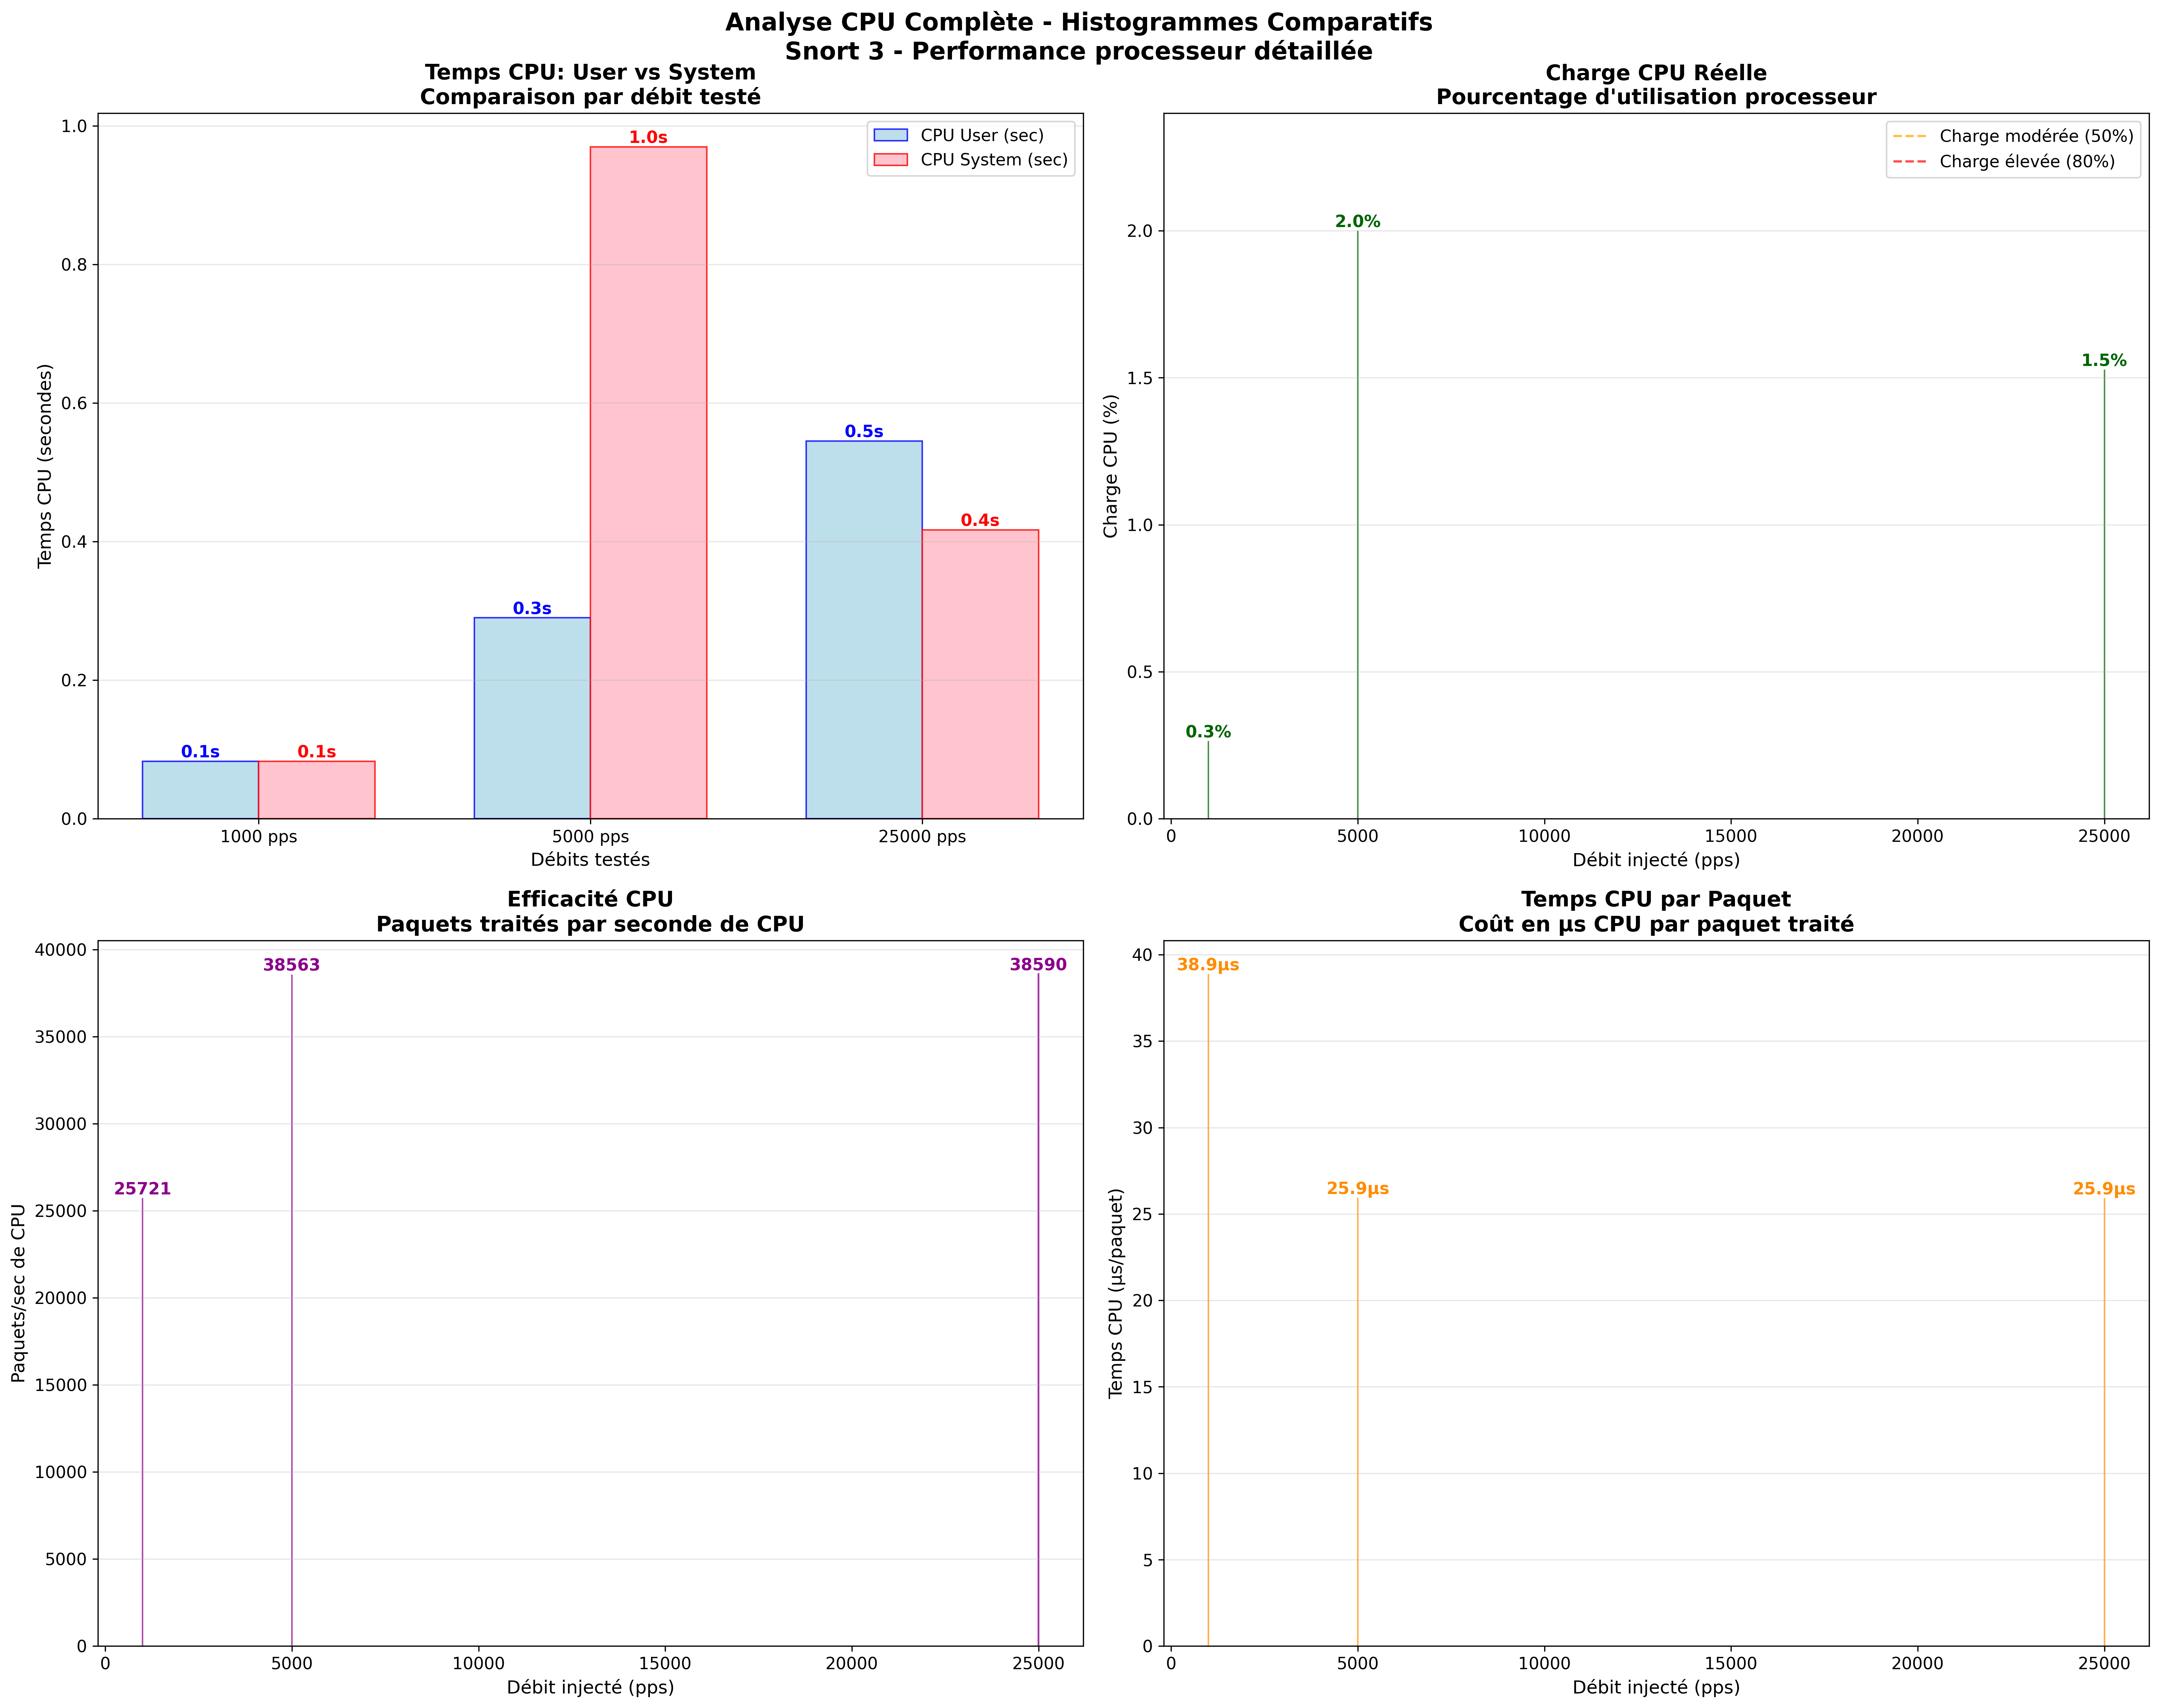 Analyse CPU Complète - Histogrammes Comparatifs
Snort 3 - Performance processeur détaillée
Temps CPU: User vs System
Comparaison par débit testé
CPU User (sec)
CPU System (sec)
1.0s
0.5s
0.4s
0.3s
0.1s
0.1s
1.0
0.8
0.6
0.4
0.2
0.0
Temps CPU (secondes)
1000 pps
5000 pps
25000 pps
Débits testés
Charge CPU Réelle
Pourcentage d'utilisation processeur
Charge modérée (50%)
Charge élevée (80%)
2.0%
1.5%
0.3%
2.0
1.5
1.0
0.5
0.0
Charge CPU (%)
0
5000
10000
15000
20000
25000
Débit injecté (pps)
Efficacité CPU
Paquets traités par seconde de CPU
38563
38590
25721
40000
35000
30000
25000
20000
15000
10000
5000
0
Paquets/sec de CPU
0
5000
10000
15000
20000
25000
Débit injecté (pps)
Temps CPU par Paquet
Coût en µs CPU par paquet traité
38.9µs
25.9µs
25.9µs
40
35
30
25
20
15
10
5
0
Temps CPU (µs/paquet)
0
5000
10000
15000
20000
25000
Débit injecté (pps)